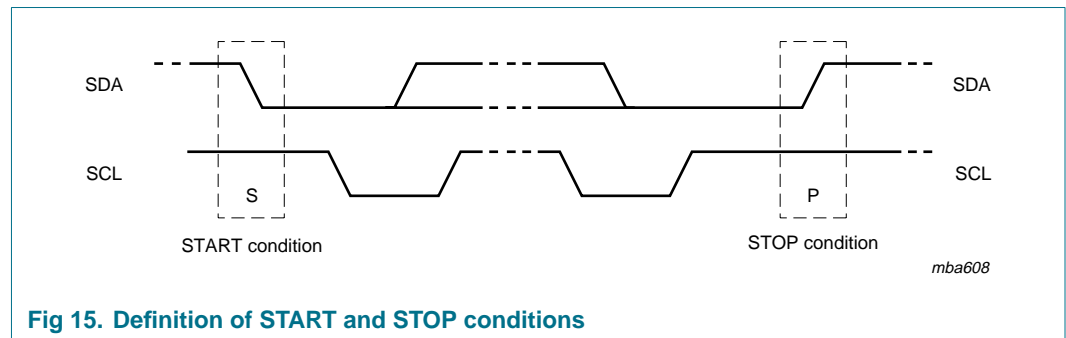 SDA
SDA
SCL
SCL
S
P
START condition
STOP condition
mba608
Fig 15. Definition of START and STOP conditions